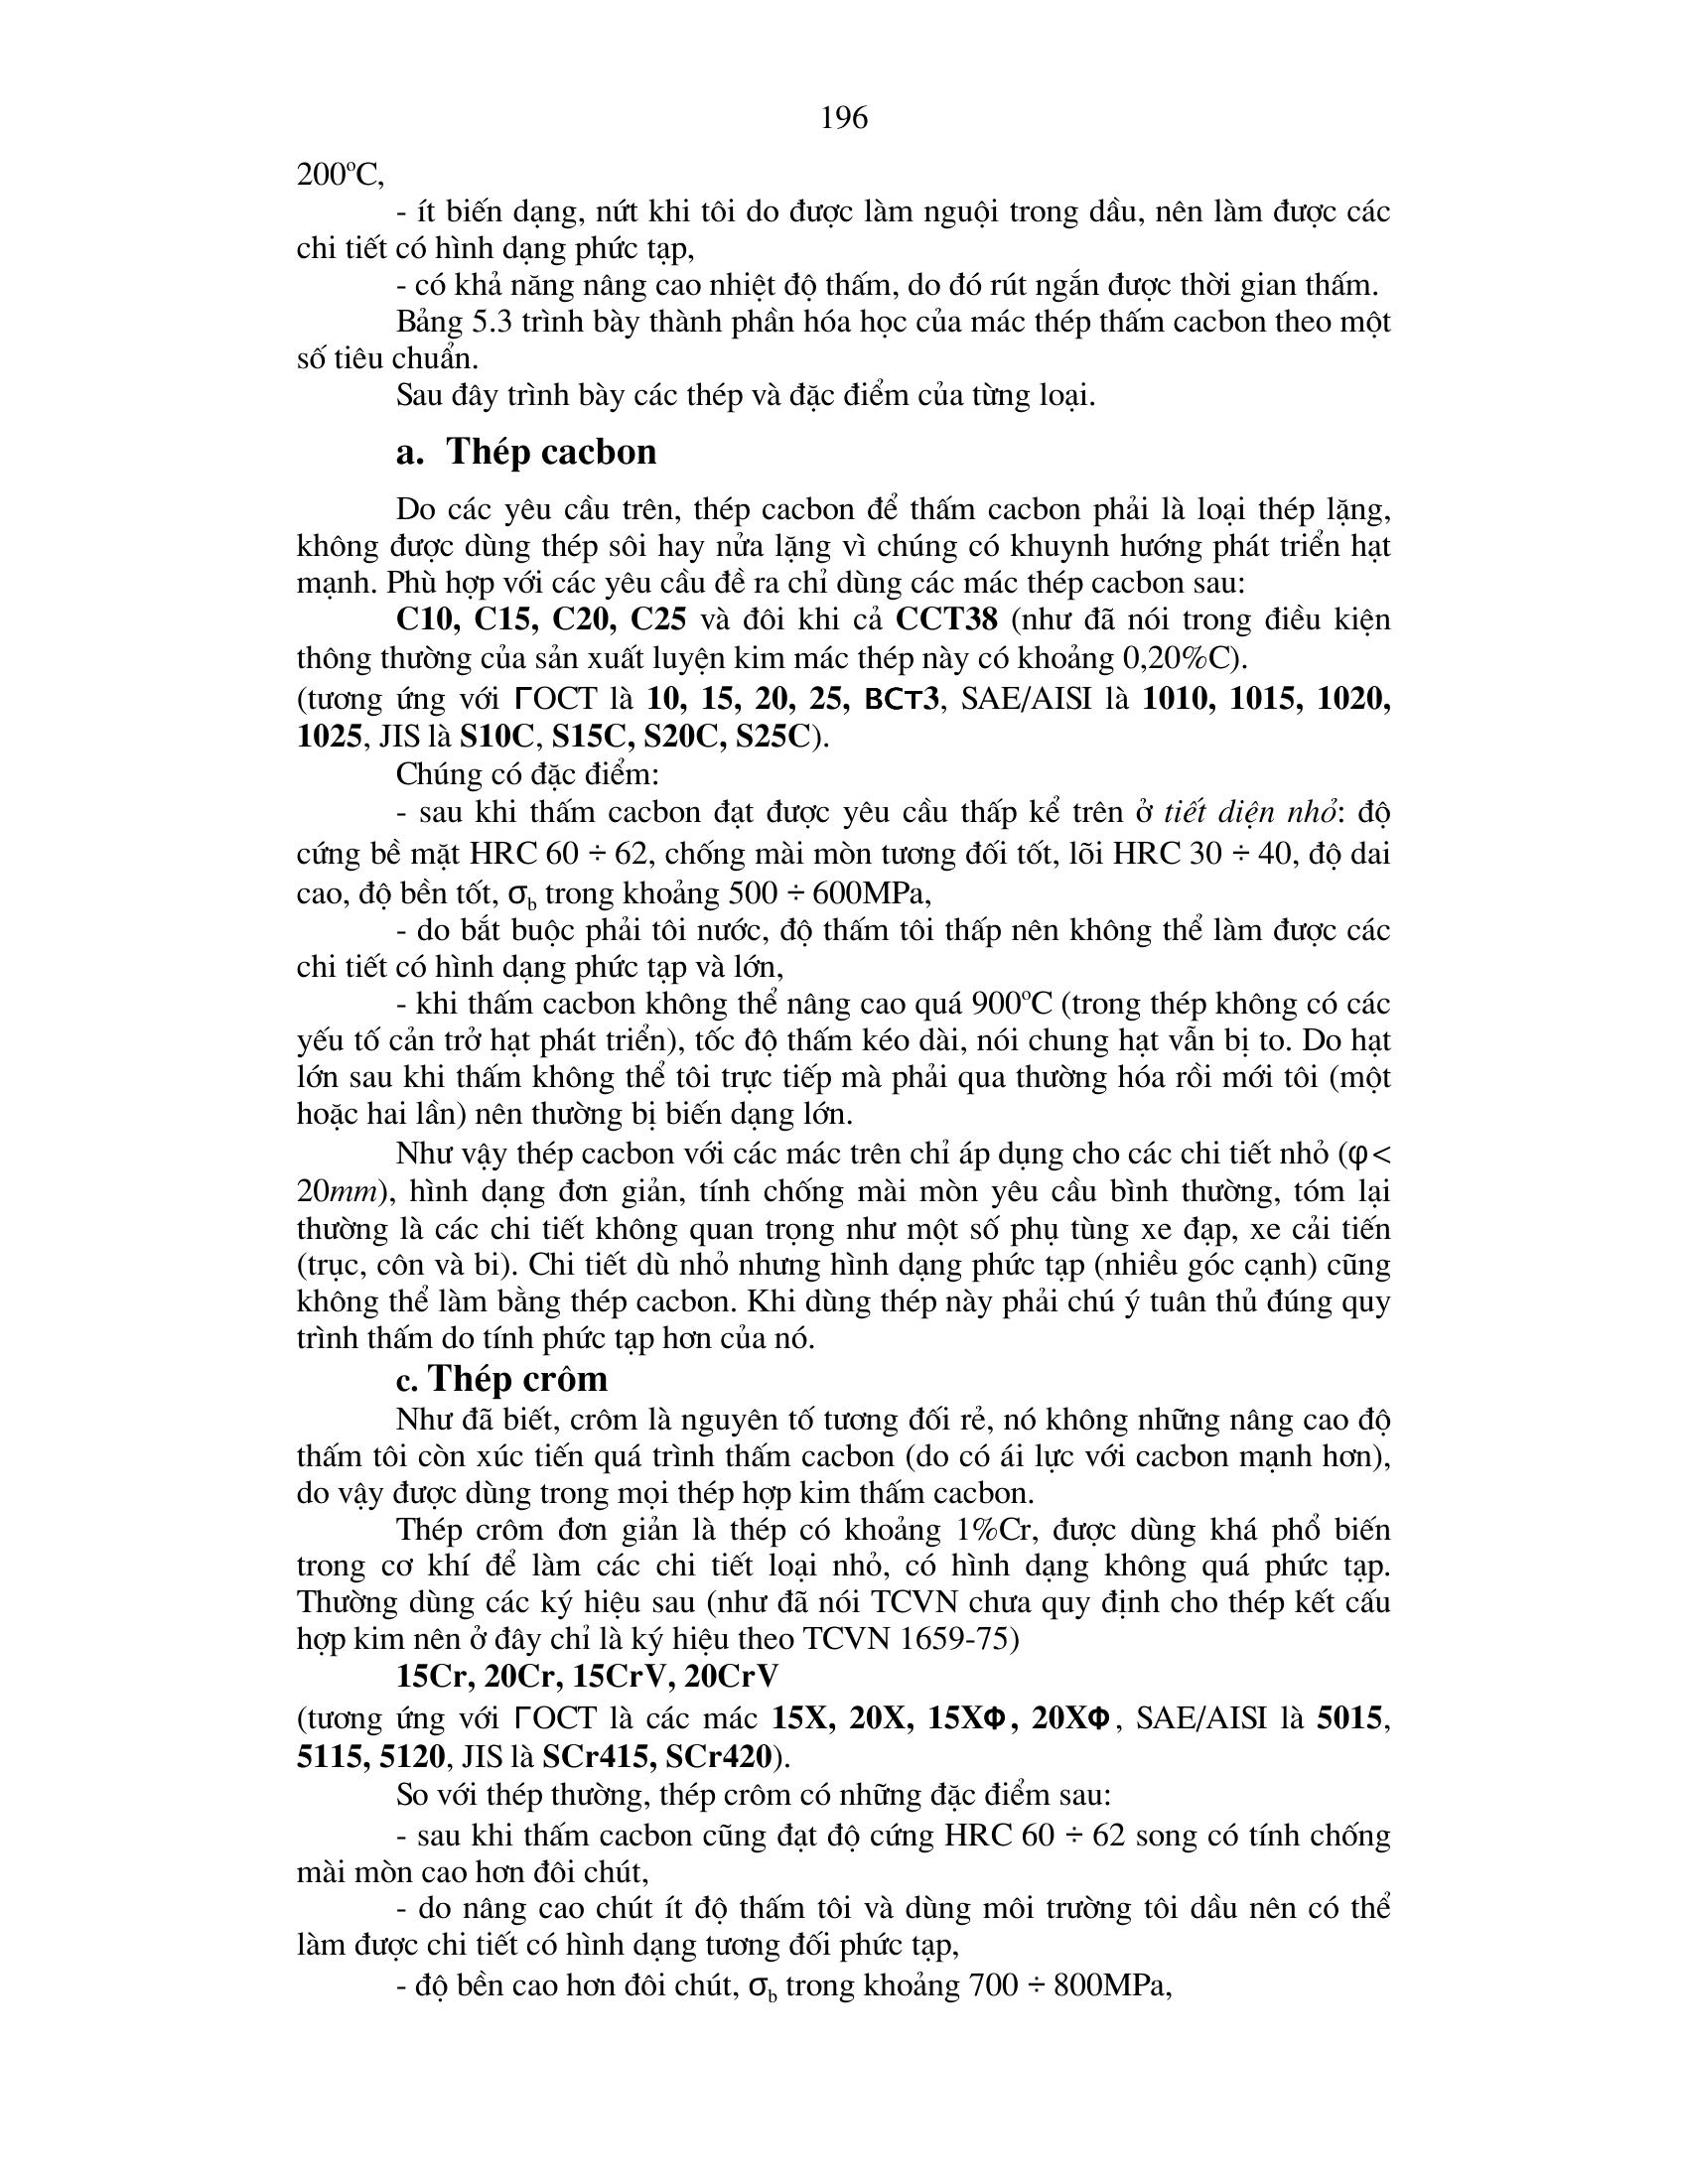 196
200ºC,
- ít biến dạng, nứt khi tôi do được làm nguội trong dầu, nên làm được các
chi tiết có hình dạng phức tạp,
- có khả năng nâng cao nhiệt độ thấm, do đó rút ngắn được thời gian thấm.
Bảng 5.3 trình bày thành phần hóa học của mác thép thấm cacbon theo một
số tiêu chuẩn.
Sau đây trình bày các thép và đặc điểm của từng loại.
a. Thép cacbon
Do các yêu cầu trên, thép cacbon để thấm cacbon phải là loại thép lặng,
không được dùng thép sôi hay nửa lặng vì chúng có khuynh hướng phát triển hạt
mạnh. Phù hợp với các yêu cầu đề ra chỉ dùng các mác thép cacbon sau:
C10, C15, C20, C25 và đôi khi cả CCT38 (như đã nói trong điều kiện
thông thường của sản xuất luyện kim mác thép này có khoảng 0,20%C).
(tương ứng với ГOCT là 10, 15, 20, 25, ВСт3, SAE/AISI là 1010, 1015, 1020,
1025, JIS là S10C, S15C, S20C, S25C).
Chúng có đặc điểm:
- sau khi thấm cacbon đạt được yêu cầu thấp kể trên ở tiết diện nhỏ: độ
cứng bề mặt HRC 60 ÷ 62, chống mài mòn tương đối tốt, lõi HRC 30 ÷ 40, độ dai
cao, độ bền tốt, σb trong khoảng 500 ÷ 600MPa,
- do bắt buộc phải tôi nước, độ thấm tôi thấp nên không thể làm được các
chi tiết có hình dạng phức tạp và lớn,
- khi thấm cacbon không thể nâng cao quá 900ºC (trong thép không có các
yếu tố cản trở hạt phát triển), tốc độ thấm kéo dài, nói chung hạt vẫn bị to. Do hạt
lớn sau khi thấm không thể tôi trực tiếp mà phải qua thường hóa rồi mới tôi (một
hoặc hai lần) nên thường bị biến dạng lớn.
Như vậy thép cacbon với các mác trên chỉ áp dụng cho các chi tiết nhỏ (φ<
20mm), hình dạng đơn giản, tính chống mài mòn yêu cầu bình thường, tóm lại
thường là các chi tiết không quan trọng như một số phụ tùng xe đạp, xe cải tiến
(trục, côn và bi). Chi tiết dù nhỏ nhưng hình dạng phức tạp (nhiều góc cạnh) cũng
không thể làm bằng thép cacbon. Khi dùng thép này phải chú ý tuân thủ đúng quy
trình thấm do tính phức tạp hơn của nó.
c. Thép crôm
Như đã biết, crôm là nguyên tố tương đối rẻ, nó không những nâng cao độ
thấm tôi còn xúc tiến quá trình thấm cacbon (do có ái lực với cacbon mạnh hơn),
do vậy được dùng trong mọi thép hợp kim thấm cacbon.
Thép crôm đơn giản là thép có khoảng 1%Cr, được dùng khá phổ biến
trong cơ khí để làm các chi tiết loại nhỏ, có hình dạng không quá phức tạp.
Thường dùng các ký hiệu sau (như đã nói TCVN chưa quy định cho thép kết cấu
hợp kim nên ở đây chỉ là ký hiệu theo TCVN 1659-75)
15Cr, 20Cr, 15CrV, 20CrV
(tương ứng với ГOCT là các mác 15X, 20X, 15XФ, 20XФ, SAE/AISI là 5015,
5115, 5120, JIS là SCr415, SCr420).
So với thép thường, thép crôm có những đặc điểm sau:
- sau khi thấm cacbon cũng đạt độ cứng HRC 60 ÷ 62 song có tính chống
mài mòn cao hơn đôi chút,
- do nâng cao chút ít độ thấm tôi và dùng môi trường tôi dầu nên có thể
làm được chi tiết có hình dạng tương đối phức tạp,
- độ bền cao hơn đôi chút, σb trong khoảng 700 ÷ 800MPa,